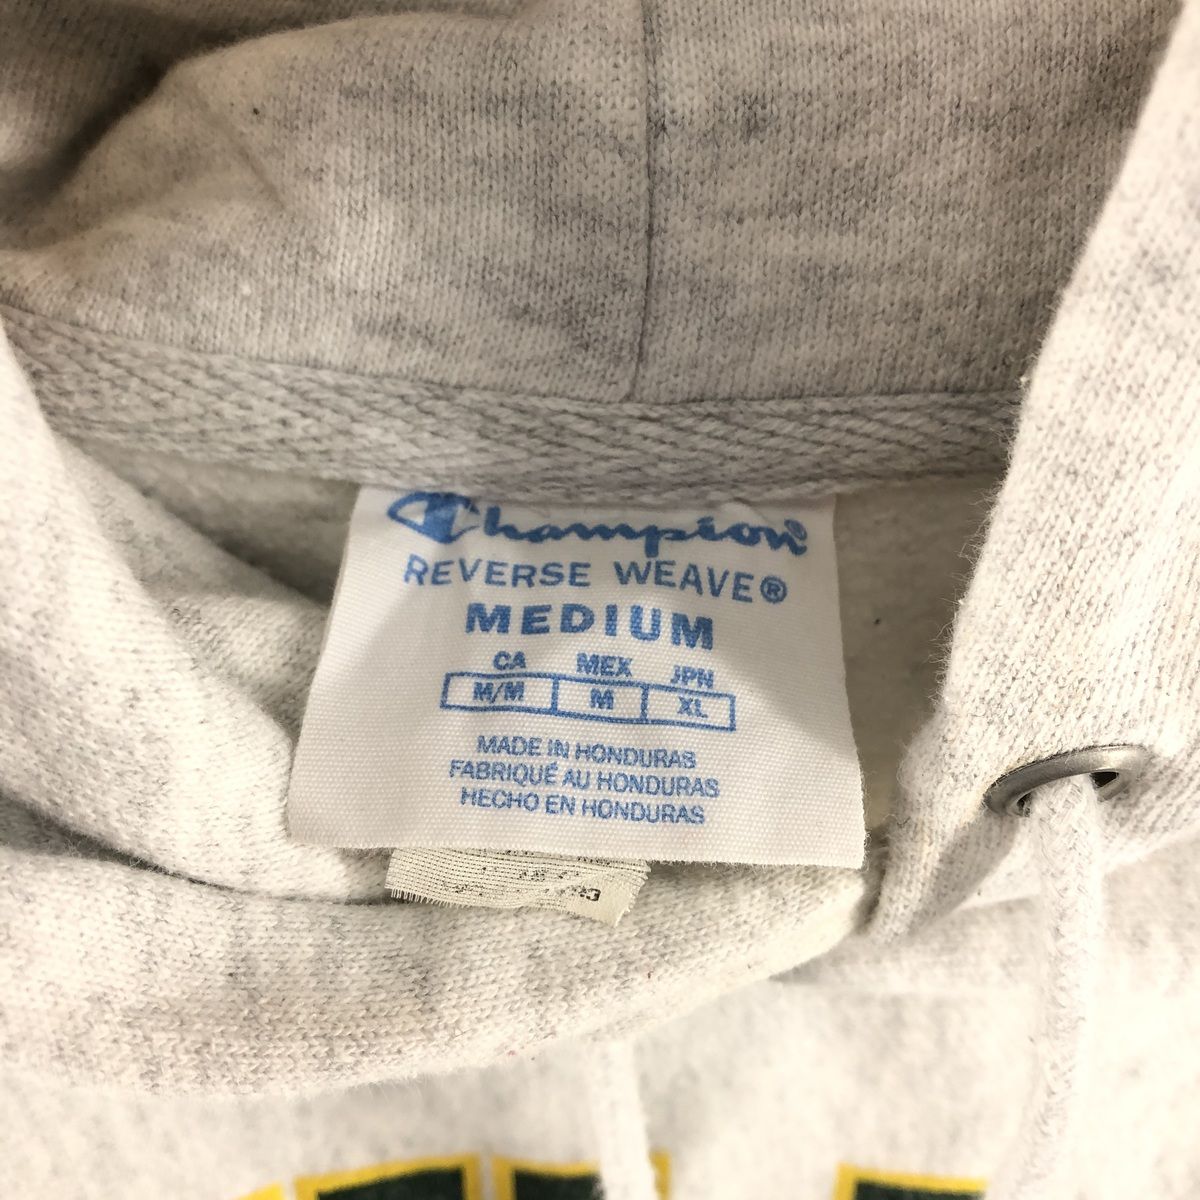 Champion®
REVERSE WEAVE®
MEDIUM
CA MEX JPN
M/M M XL
MADE IN HONDURAS
FABRIQUÉ AU HONDURAS
HECHO EN HONDURAS